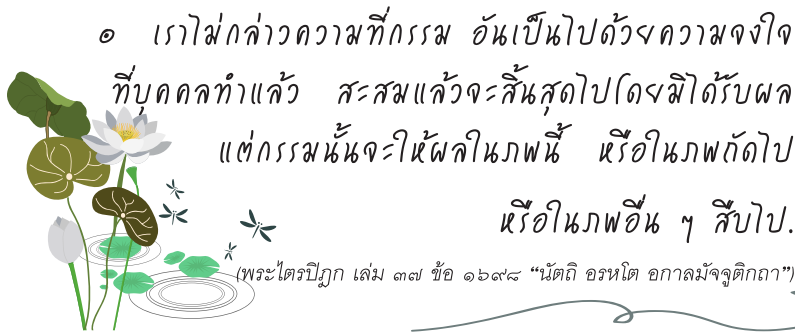 ๑ เราไม่กล่าวความที่กรรม อันเป็นไปด้วยความจงใจ
ที่บุคคลทำแล้ว สะสมแล้วจะสิ้นสุดไปโดยมิได้รับผล
แต่กรรมนั้นจะให้ผลในภพนี้ หรือในภพถัดไป
หรือในภพอื่น ๆ สืบไป.
(พระไตรปิฎก เล่ม ๓๗ ข้อ ๑๖๙๘ “นัตถิ อรหโต อกาลมัจจูติกถา”)